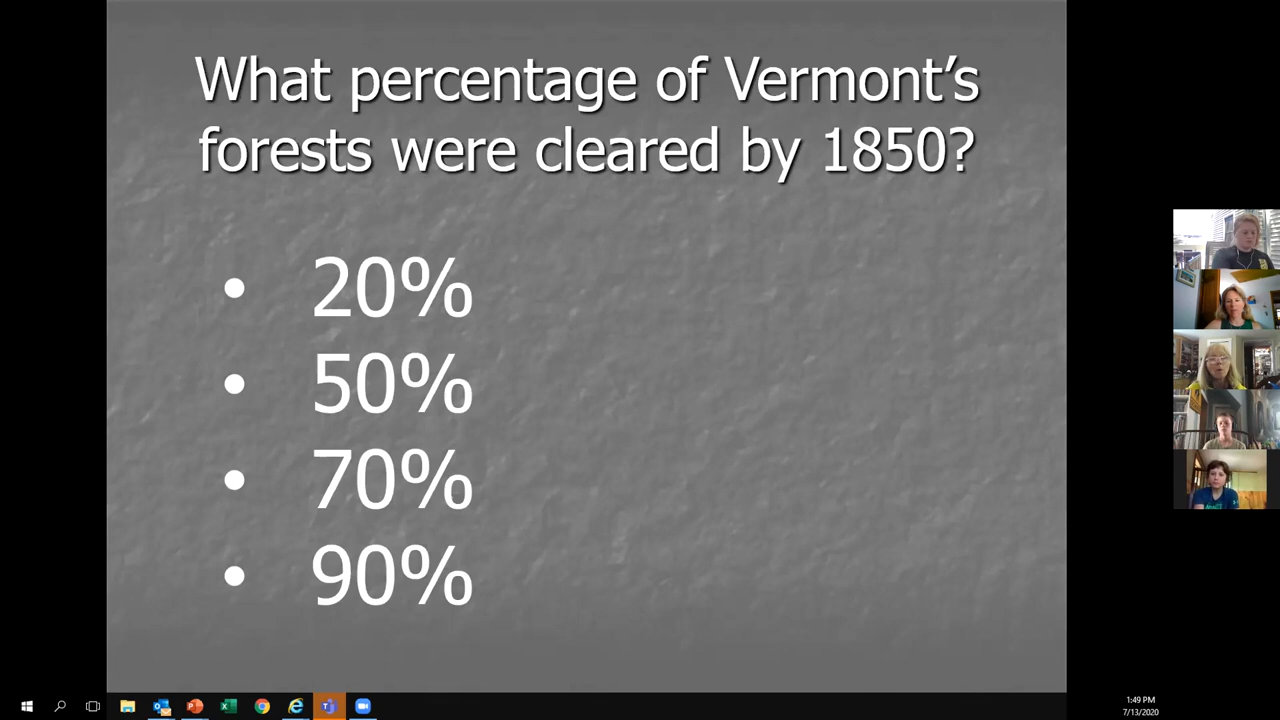 What percentage of Vermont’s
forests were cleared by 1850?
• 20%
• 50%
• 70%
• 90%
1:49 PM
7/13/2020